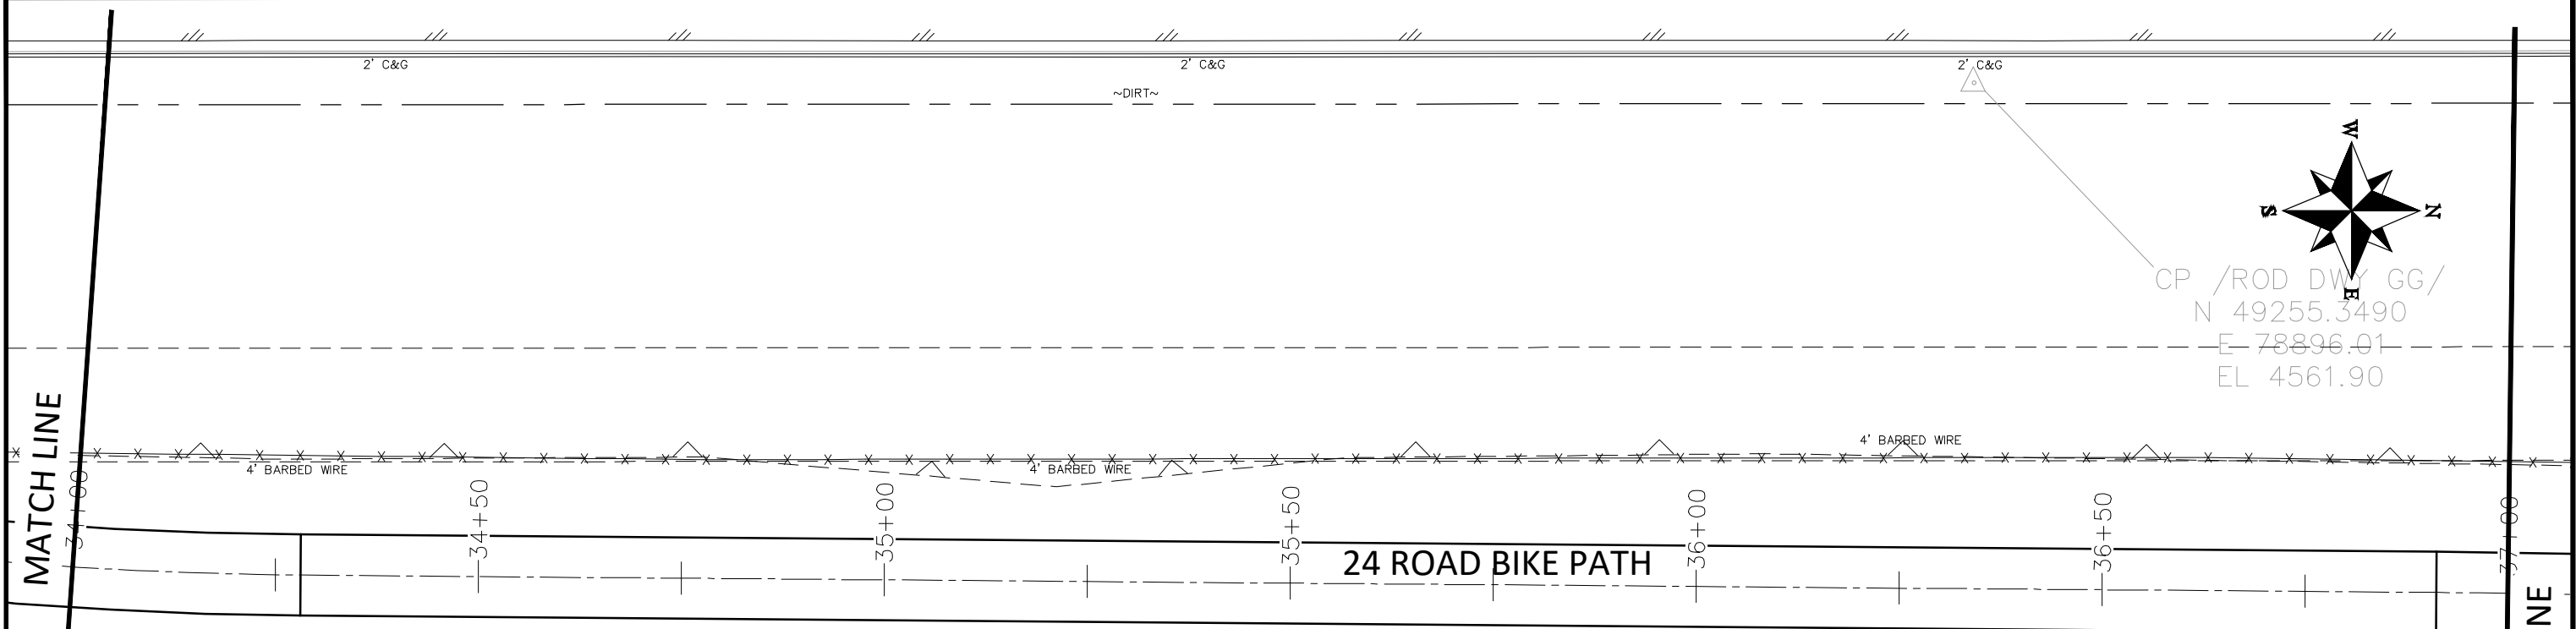 2' C&G
2' C&G
2' C&G
~DIRT~
W
S
N
E
CP /ROD DWY GG/
N 49255.3490
E 78896.01
EL 4561.90
4' BARBED WIRE
4' BARBED WIRE
4' BARBED WIRE
MATCH LINE
34+00
34+50
35+00
35+50
36+00
36+50
37+00
24 ROAD BIKE PATH
NE